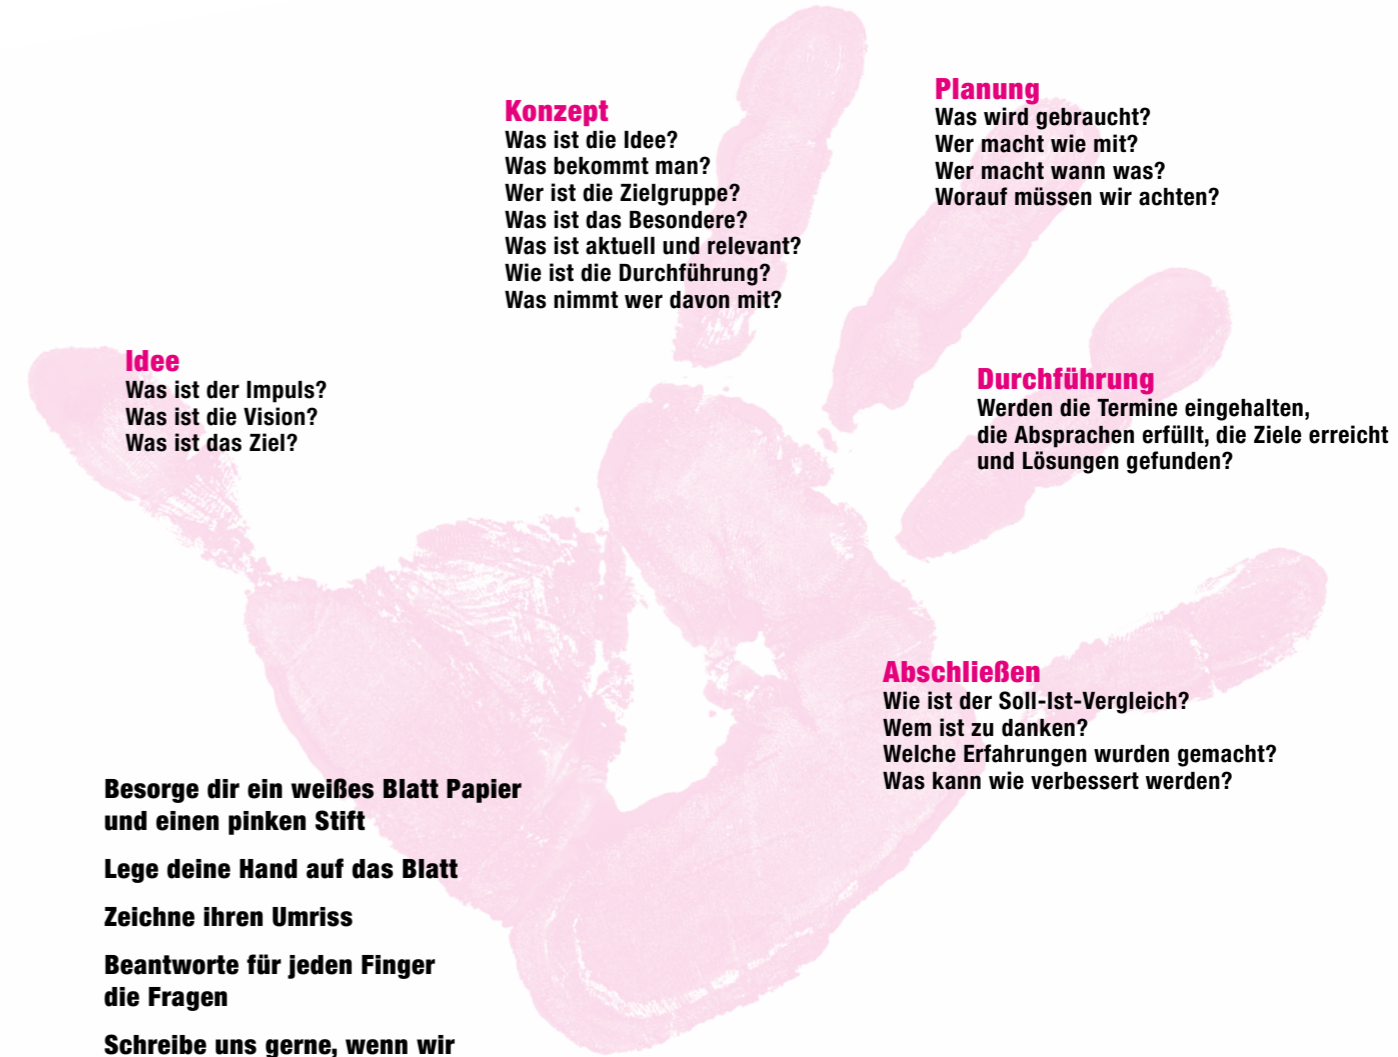 Konzept
Was ist die Idee?
Was bekommt man?
Wer ist die Zielgruppe?
Was ist das Besondere?
Was ist aktuell und relevant?
Wie ist die Durchführung?
Was nimmt wer davon mit?
Planung
Was wird gebraucht?
Wer macht wie mit?
Wer macht wann was?
Worauf müssen wir achten?
Idee
Was ist der Impuls?
Was ist die Vision?
Was ist das Ziel?
Durchführung
Werden die Termine eingehalten,
die Absprachen erfüllt, die Ziele erreicht
und Lösungen gefunden?
Abschließen
Wie ist der Soll-Ist-Vergleich?
Wem ist zu danken?
Welche Erfahrungen wurden gemacht?
Was kann wie verbessert werden?
Besorge dir ein weißes Blatt Papier
und einen pinken Stift
Lege deine Hand auf das Blatt
Zeichne ihren Umriss
Beantworte für jeden Finger
die Fragen
Schreibe uns gerne, wenn wir